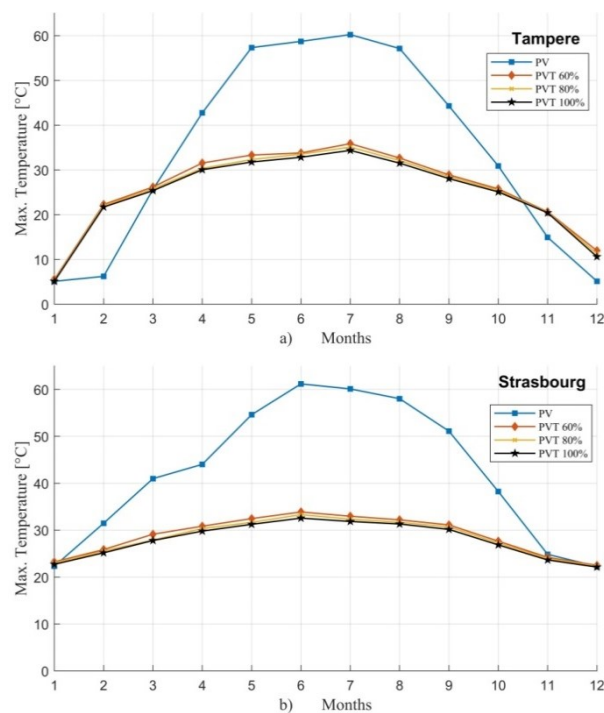 Tampere
PV
PVT 60%
PVT 80%
PVT 100%
Max. Temperature [°C]
60
50
40
30
20
10
0
1 2 3 4 5 6 7 8 9 10 11 12
a) Months
Strasbourg
PV
PVT 60%
PVT 80%
PVT 100%
Max. Temperature [°C]
60
50
40
30
20
10
0
1 2 3 4 5 6 7 8 9 10 11 12
b) Months